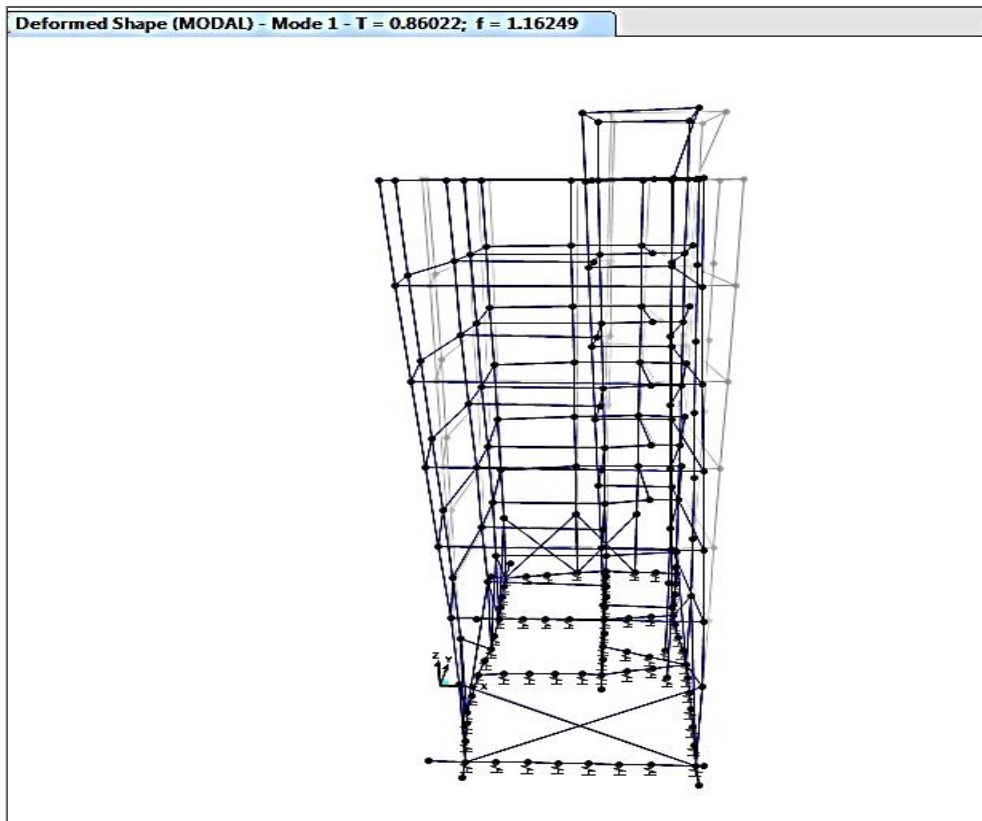 Deformed Shape (MODAL) - Mode 1 - T = 0.86022; f = 1.16249
Z
Y
X